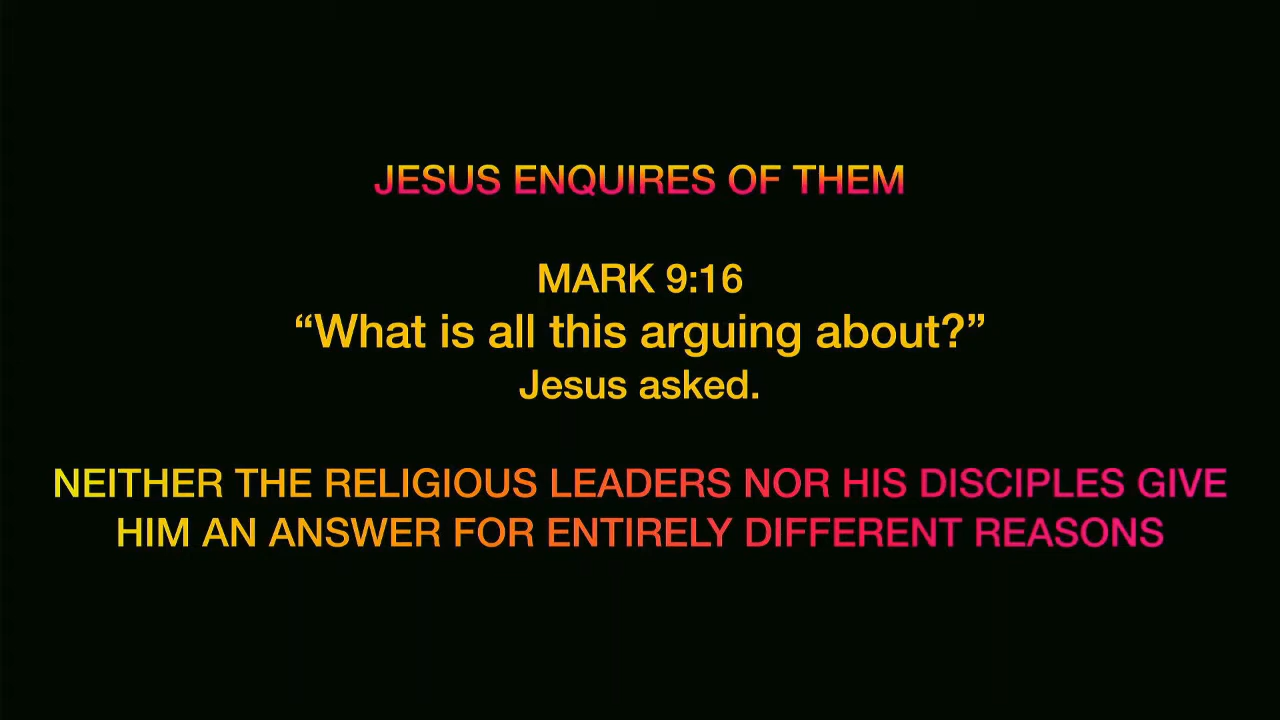 JESUS ENQUIRES OF THEM
MARK 9:16
“What is all this arguing about?”
Jesus asked.
NEITHER THE RELIGIOUS LEADERS NOR HIS DISCIPLES GIVE
HIM AN ANSWER FOR ENTIRELY DIFFERENT REASONS